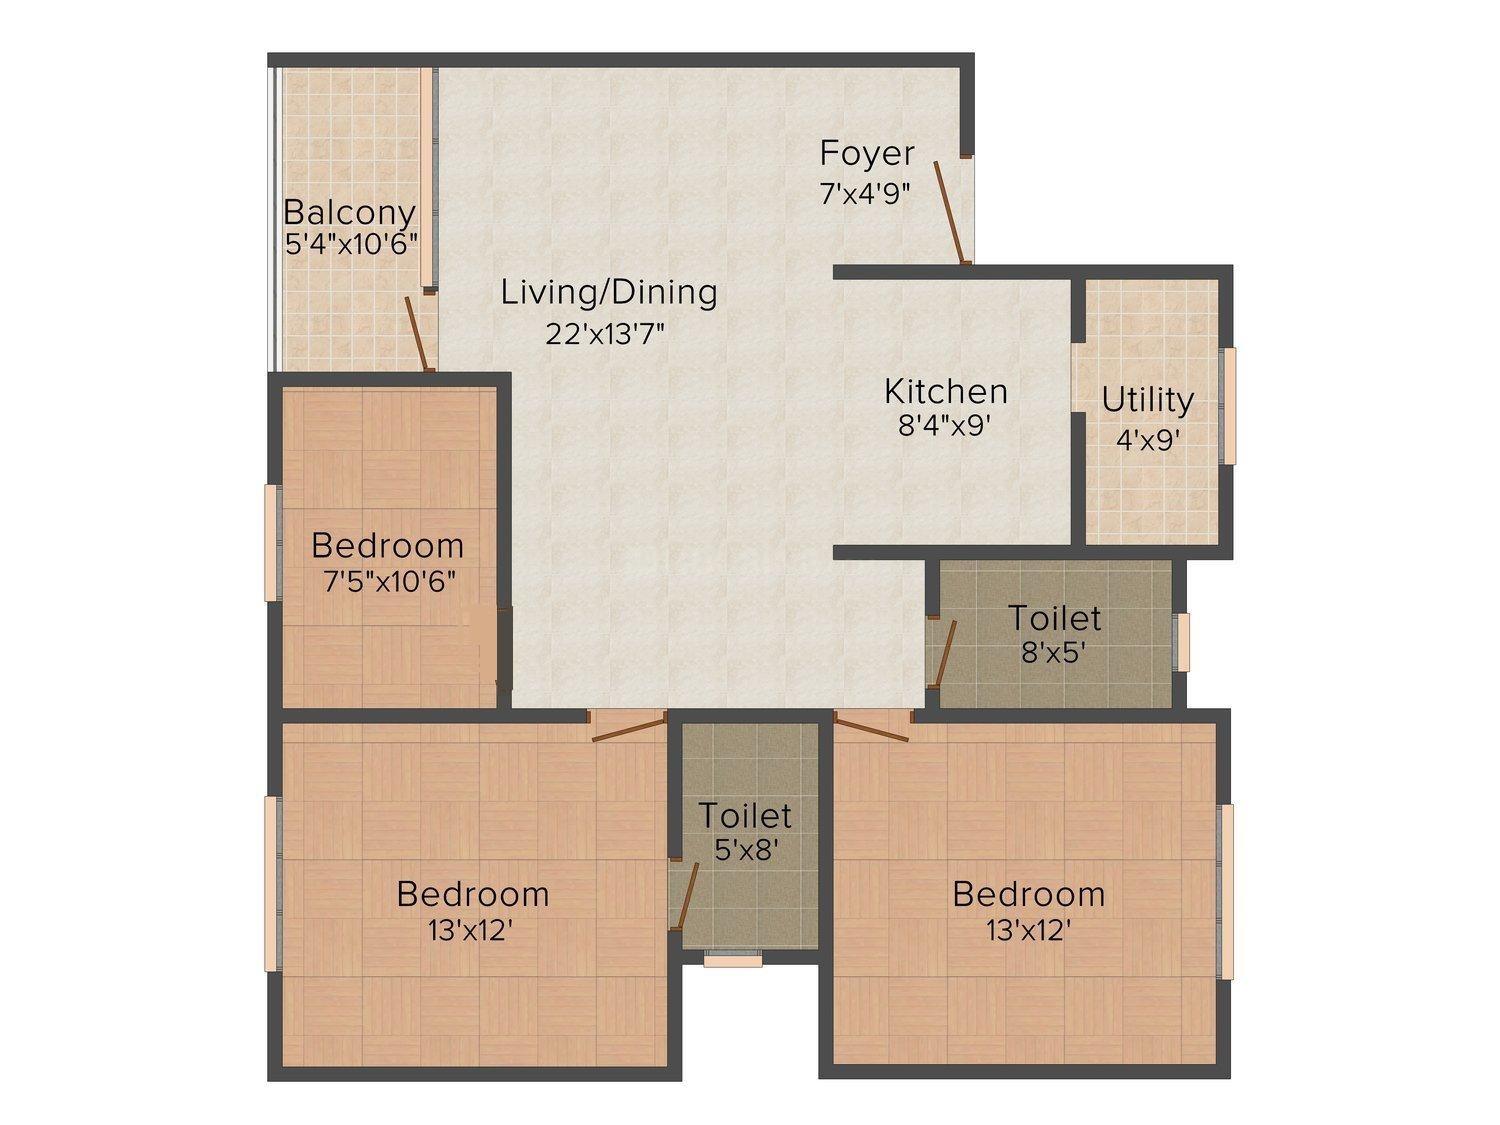 Foyer
7'x4'9"
Balcony
5'4"x10'6"
Living/Dining
22'x13'7"
Kitchen
8'4"x9'
Utility
4'x9'
Bedroom
7'5"x10'6"
Toilet
8'x5'
Toilet
5'x8'
Bedroom
13'x12'
Bedroom
13'x12'